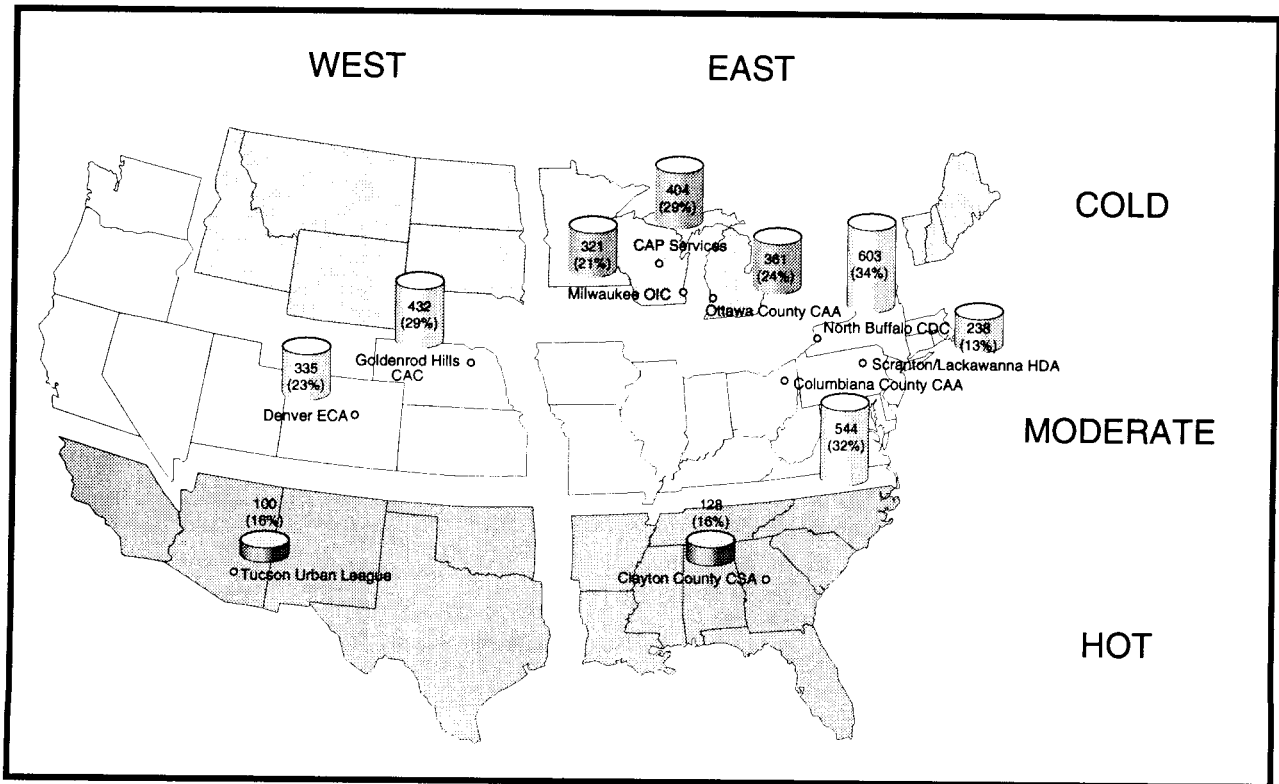 WEST
EAST
COLD
404
(29%)
321
(21%)
CAP Services
361
(24%)
603
(34%)
Milwaukee OIC
Ottawa County CAA
432
(29%)
North Buffalo CDC
238
(13%)
335
(23%)
Goldenrod Hills
CAC
Scranton/Lackawanna HDA
Columbiana County CAA
Denver ECA
544
(32%)
MODERATE
100
(16%)
128
(16%)
Tucson Urban League
Clayton County CSA
HOT